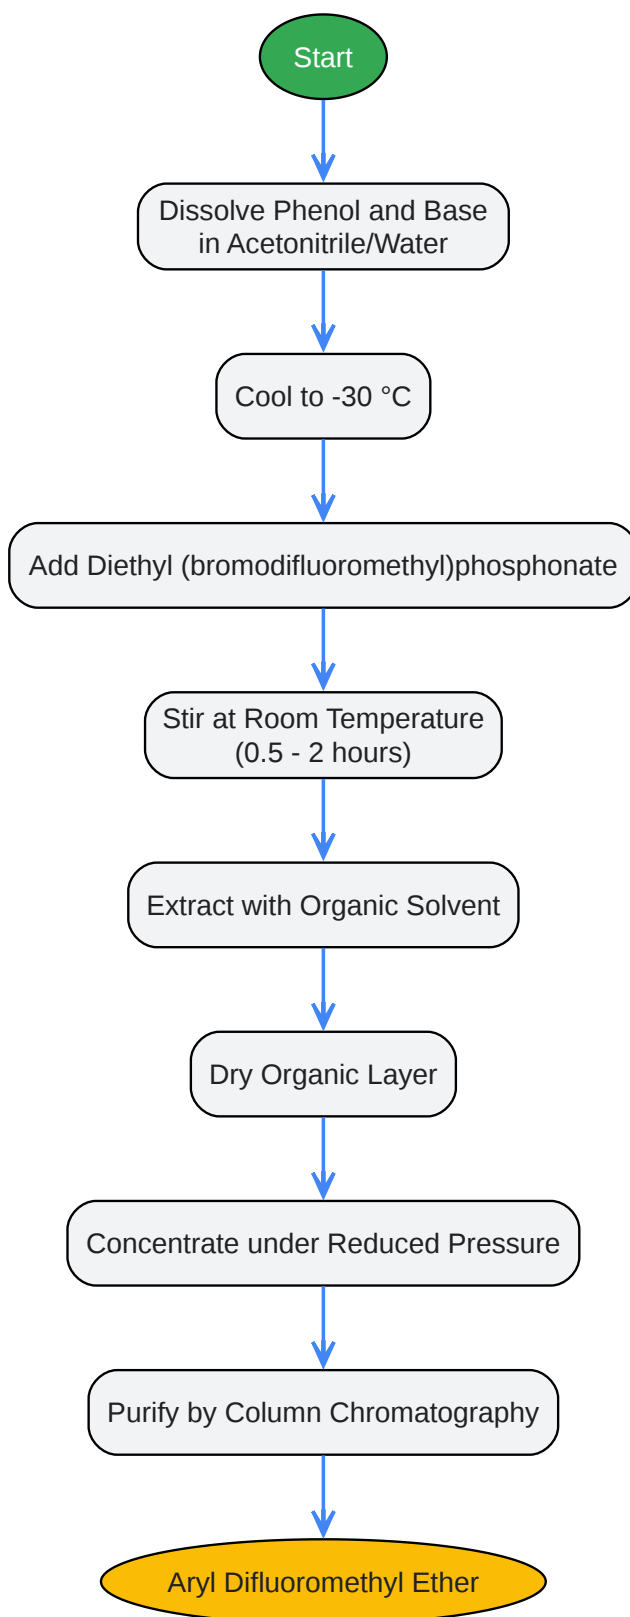 Start
Dissolve Phenol and Base
in Acetonitrile/Water
Cool to -30 °C
Add Diethyl (bromodifluoromethyl)phosphonate
Stir at Room Temperature
(0.5 - 2 hours)
Extract with Organic Solvent
Dry Organic Layer
Concentrate under Reduced Pressure
Purify by Column Chromatography
Aryl Difluoromethyl Ether